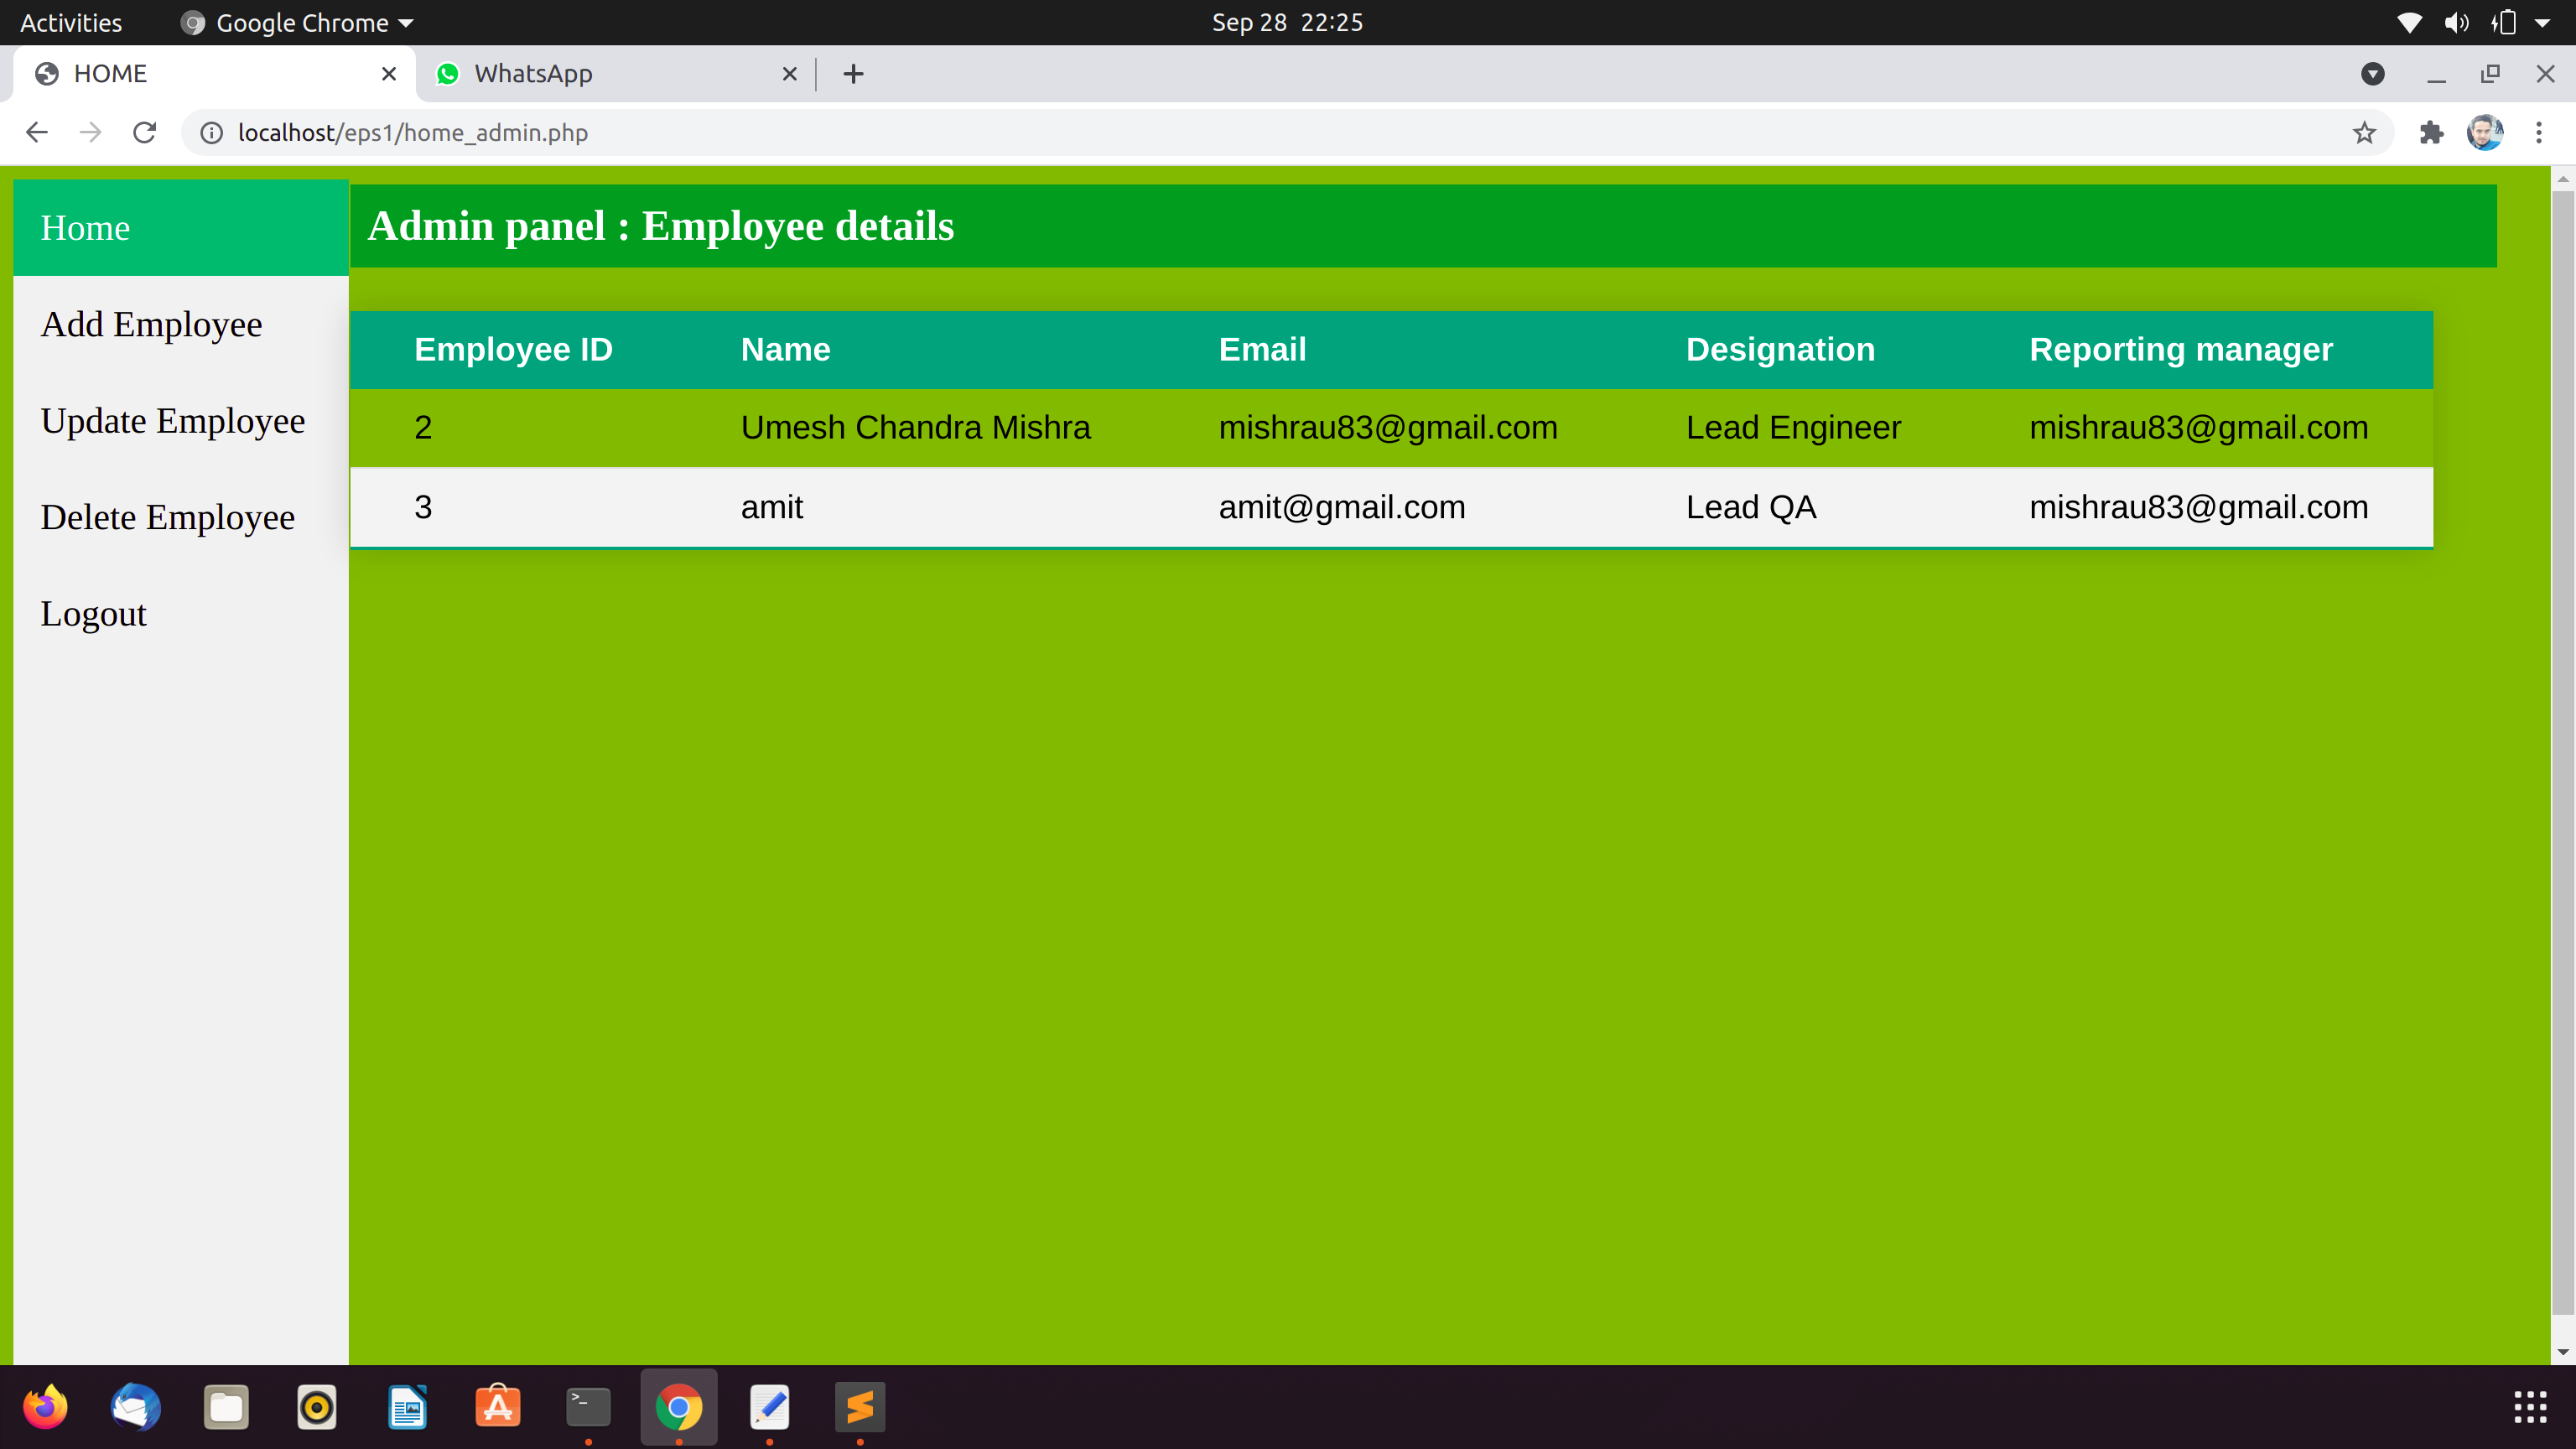 Activities Google Chrome Sep 28 22:25
HOME WhatsApp
localhost/eps1/home_admin.php
Home
Add Employee
Update Employee
Delete Employee
Logout
Admin panel : Employee details
Employee ID Name Email Designation Reporting manager
2 Umesh Chandra Mishra mishrau83@gmail.com Lead Engineer mishrau83@gmail.com
3 amit amit@gmail.com Lead QA mishrau83@gmail.com